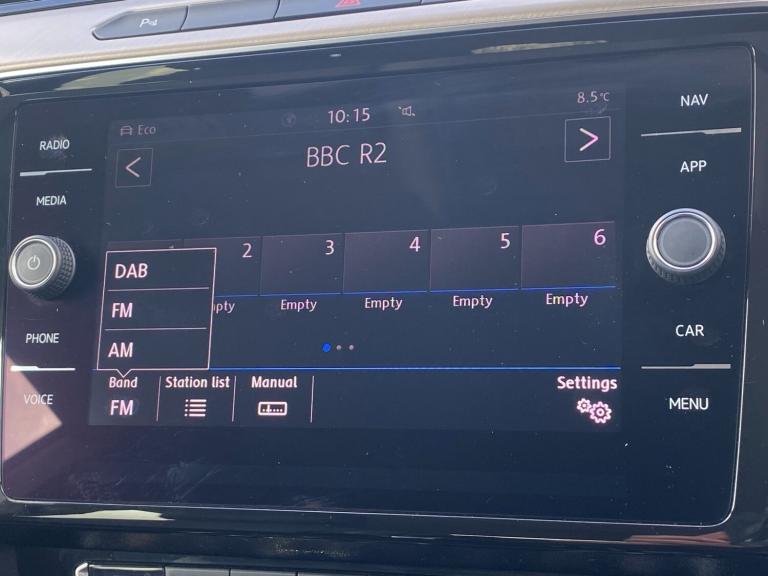 P
RADIO
MEDIA
PHONE
VOICE
Eco
10:15
8.5°C
BBC R2
2
3
4
5
6
Empty
Empty
Empty
Empty
DAB
FM
AM
Band
FM
Station list
Manual
Settings
NAV
APP
CAR
MENU